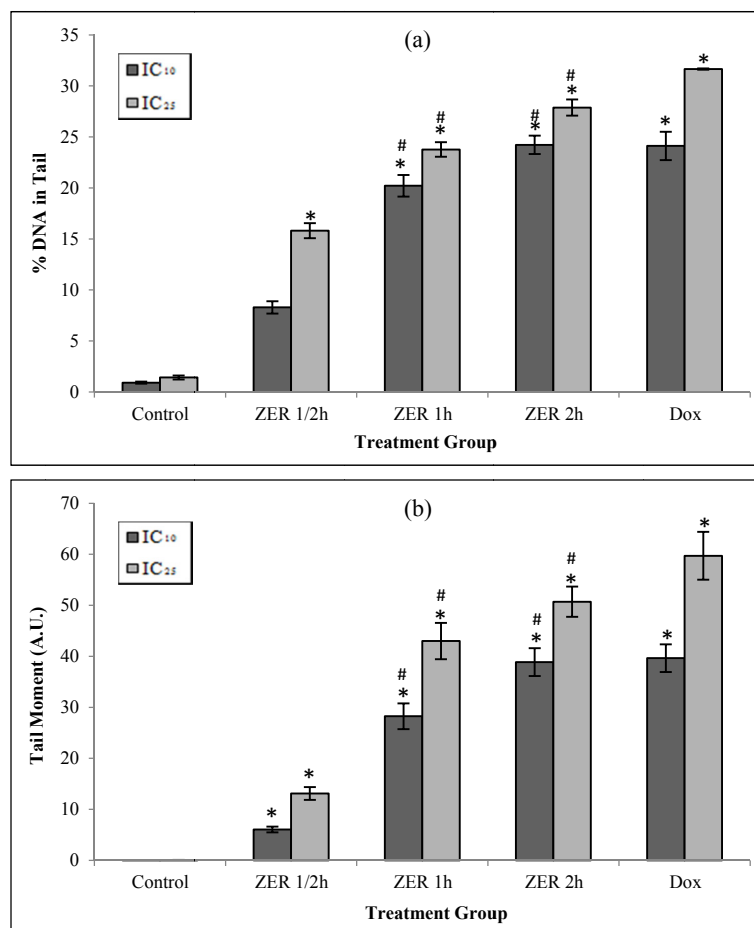 (a)
35
30
25
20
15
10
5
0
% DNA in Tail
IC₁₀
IC₂₅
*
# *
# *
# *
# *
*
*
Control ZER 1/2h ZER 1h ZER 2h Dox
Treatment Group
(b)
70
60
50
40
30
20
10
0
Tail Moment (A.U.)
IC₁₀
IC₂₅
*
*
# *
# *
# *
# *
*
*
Control ZER 1/2h ZER 1h ZER 2h Dox
Treatment Group